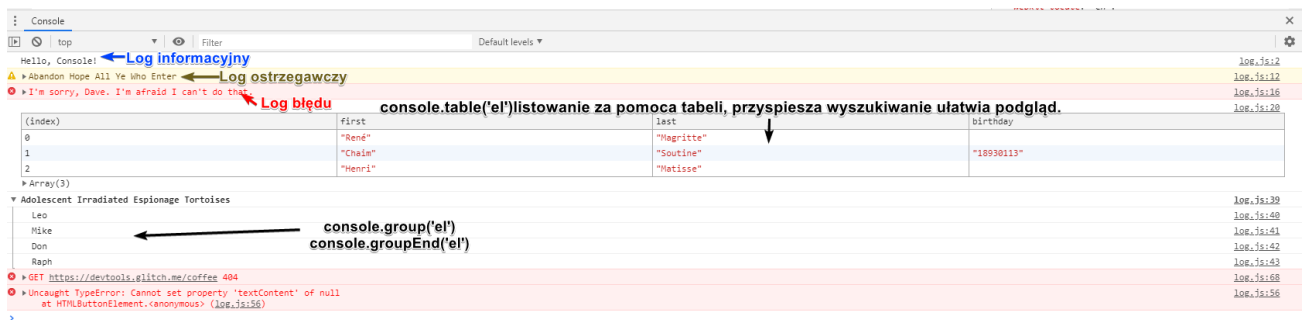 Console
top Filter Default levels ▼
Hello, Console! Log informacyjny log.js:2
Abandon Hope All Ye Who Enter Log ostrzegawczy log.js:12
I'm sorry, Dave. I'm afraid I can't do that. log.js:16
Log błędu console.table('el')listowanie za pomoca tabeli, przyspiesza wyszukiwanie ułatwia podgląd. log.js:20
(index) first last birthday
0 "René" "Magritte"
1 "Chaim" "Soutine" "18930113"
2 "Henri" "Matisse"
Array(3)
Adolescent Irradiated Espionage Tortoises log.js:39
Leo log.js:40
Mike console.group('el') log.js:41
Don console.groupEnd('el') log.js:42
Raph log.js:43
GET https://devtools.glitch.me/coffee 404 log.js:68
Uncaught TypeError: Cannot set property 'textContent' of null log.js:56
at HTMLButtonElement.<anonymous> (log.js:56)